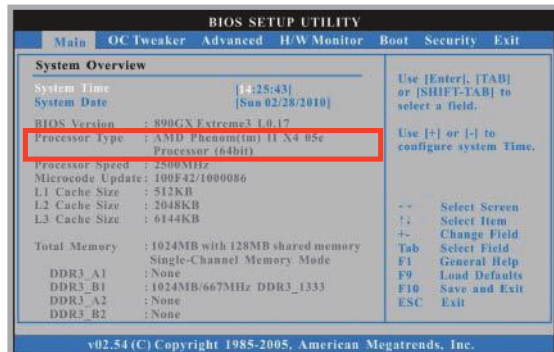 BIOS SETUP UTILITY
Main OC Tweaker Advanced H/W Monitor Boot Security Exit
System Overview
System Time [14:25:43]
System Date [Sun 02/28/2010]
BIOS Version : 890GX Extreme3 L0.17
Processor Type : AMD Phenom(tm) II X4 05e
Processor (64bit)
Processor Speed : 2500MHz
Microcode Update : 100F42/1000086
L1 Cache Size : 512KB
L2 Cache Size : 2048KB
L3 Cache Size : 6144KB
Total Memory : 1024MB with 128MB shared memory
Single-Channel Memory Mode
DDR3_A1 : None
DDR3_B1 : 1024MB/667MHz DDR3_1333
DDR3_A2 : None
DDR3_B2 : None
Use [Enter], [TAB]
or [SHIFT-TAB] to
select a field.
Use [+] or [-] to
configure system Time.
Select Screen
↑↓ Select Item
+- Change Field
Tab Select Field
F1 General Help
F9 Load Defaults
F10 Save and Exit
ESC Exit
v02.54 (C) Copyright 1985-2005, American Megatrends, Inc.